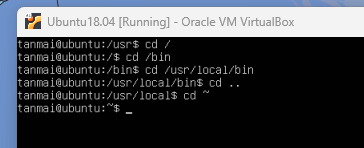 Ubuntu18.04 [Running] - Oracle VM VirtualBox
tanmai@ubuntu:/usr$ cd /
tanmai@ubuntu:/$ cd /bin
tanmai@ubuntu:/bin$ cd /usr/local/bin
tanmai@ubuntu:/usr/local/bin$ cd ..
tanmai@ubuntu:/usr/local$ cd ~
tanmai@ubuntu:~$ _